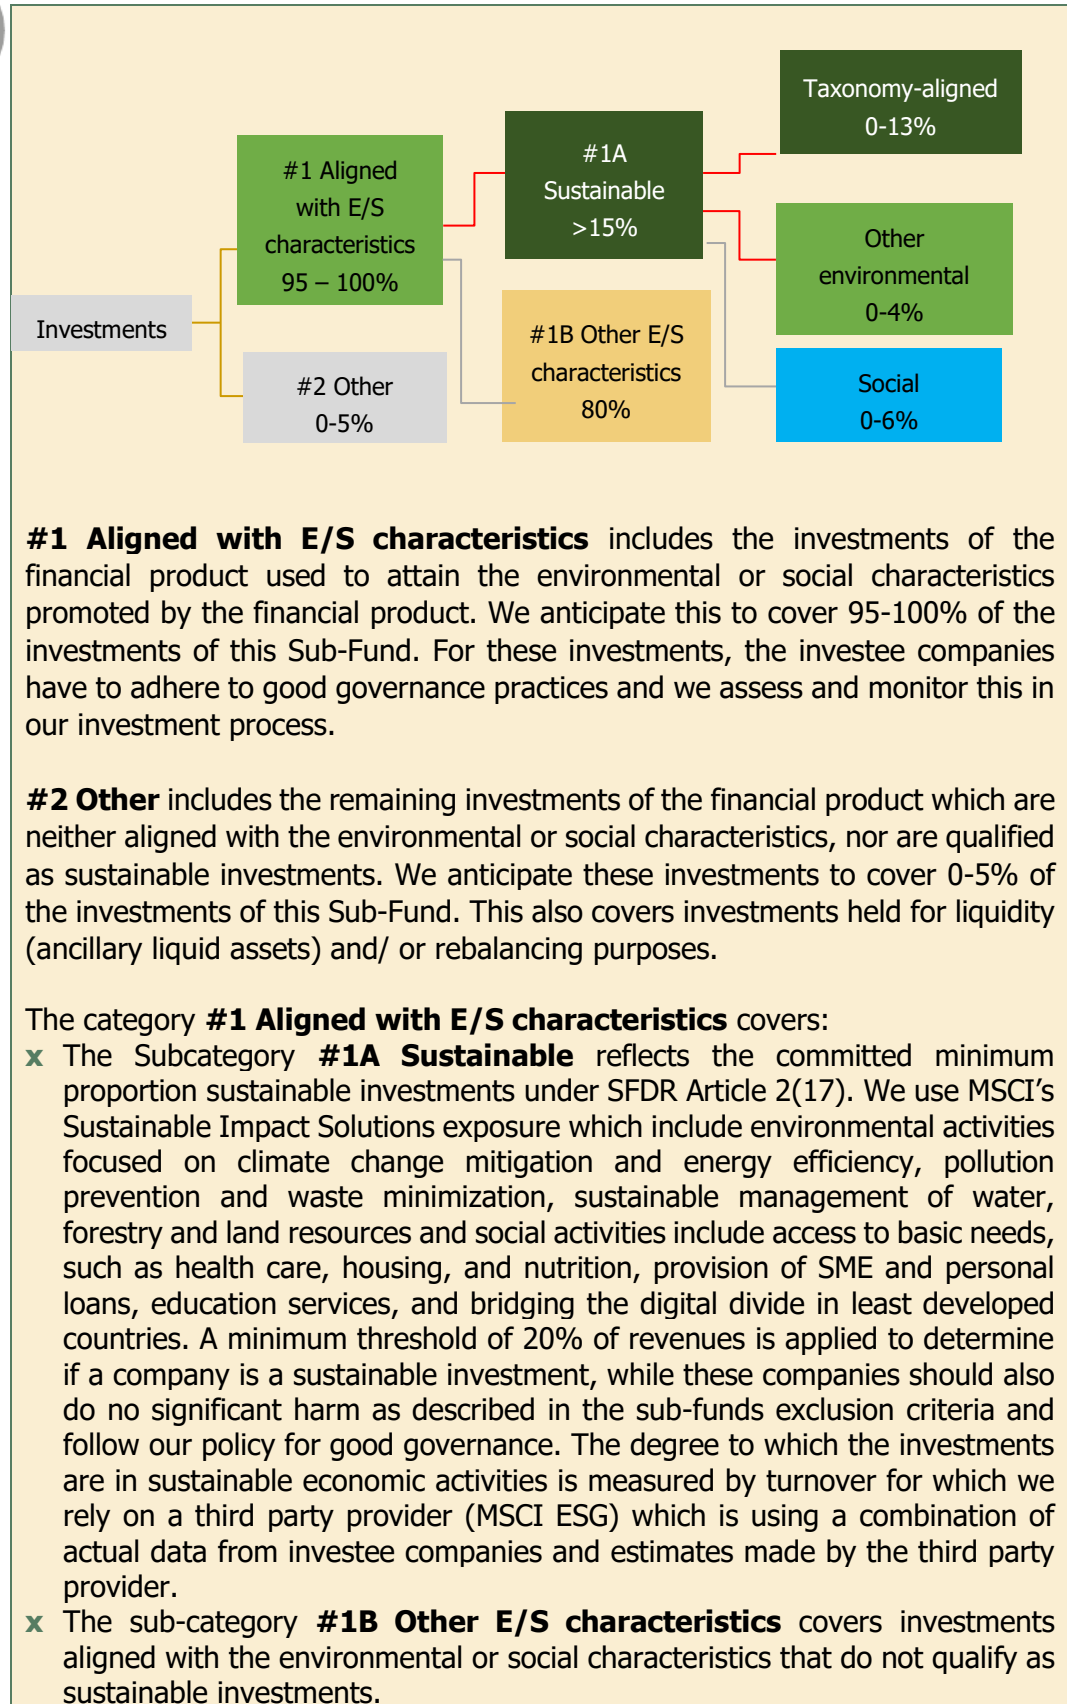 Taxonomy-aligned
0-13%
#1 Aligned
with E/S
characteristics
95 – 100%
#1A
Sustainable
>15%
Other
environmental
0-4%
Investments
#1B Other E/S
characteristics
80%
#2 Other
0-5%
Social
0-6%
#1 Aligned with E/S characteristics includes the investments of the
financial product used to attain the environmental or social characteristics
promoted by the financial product. We anticipate this to cover 95-100% of the
investments of this Sub-Fund. For these investments, the investee companies
have to adhere to good governance practices and we assess and monitor this in
our investment process.
#2 Other includes the remaining investments of the financial product which are
neither aligned with the environmental or social characteristics, nor are qualified
as sustainable investments. We anticipate these investments to cover 0-5% of
the investments of this Sub-Fund. This also covers investments held for liquidity
(ancillary liquid assets) and/ or rebalancing purposes.
The category #1 Aligned with E/S characteristics covers:
x The Subcategory #1A Sustainable reflects the committed minimum
proportion sustainable investments under SFDR Article 2(17). We use MSCI’s
Sustainable Impact Solutions exposure which include environmental activities
focused on climate change mitigation and energy efficiency, pollution
prevention and waste minimization, sustainable management of water,
forestry and land resources and social activities include access to basic needs,
such as health care, housing, and nutrition, provision of SME and personal
loans, education services, and bridging the digital divide in least developed
countries. A minimum threshold of 20% of revenues is applied to determine
if a company is a sustainable investment, while these companies should also
do no significant harm as described in the sub-funds exclusion criteria and
follow our policy for good governance. The degree to which the investments
are in sustainable economic activities is measured by turnover for which we
rely on a third party provider (MSCI ESG) which is using a combination of
actual data from investee companies and estimates made by the third party
provider.
x The sub-category #1B Other E/S characteristics covers investments
aligned with the environmental or social characteristics that do not qualify as
sustainable investments.